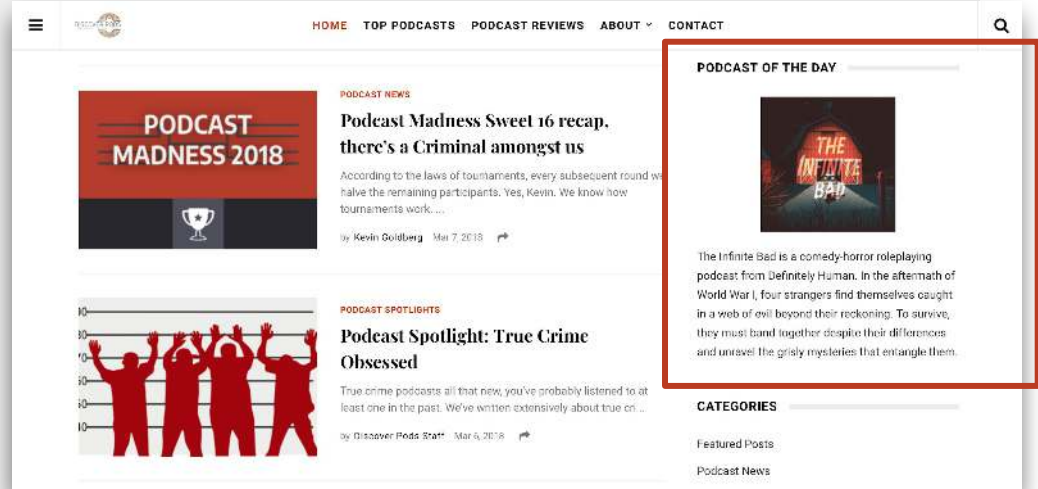 HOME TOP PODCASTS PODCAST REVIEWS ABOUT CONTACT
PODCAST
MADNESS 2018
PODCAST NEWS
Podcast Madness Sweet 16 recap,
there's a Criminal amongst us
According to the laws of tournaments, every subsequent round we
halve the remaining participants. Yes, Kevin. We know how
tournaments work. ...
by Kevin Goldberg Mar 7, 2018
PODCAST SPOTLIGHTS
Podcast Spotlight: True Crime
Obsessed
True crime podcasts all that new, you've probably listened to at
least one in the past. We've written extensively about true cri...
by Discover Pods Staff Mar 6, 2018
PODCAST OF THE DAY
THE
INFINITE
BAD
The Infinite Bad is a comedy-horror roleplaying
podcast from Definitely Human. In the aftermath of
World War I, four strangers find themselves caught
in a web of evil beyond their reckoning. To survive,
they must band together despite their differences
and unravel the grisly mysteries that entangle them.
CATEGORIES
Featured Posts
Podcast News